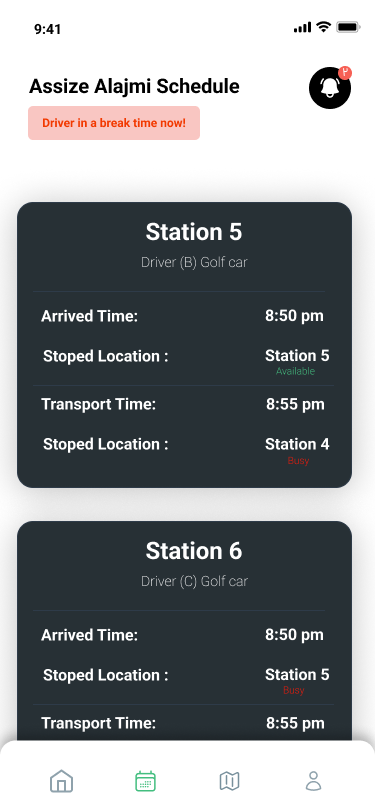 9:41
Assize Alajmi Schedule
٢
Driver in a break time now!
Station 5
Driver (B) Golf car
Arrived Time: 8:50 pm
Stoped Location : Station 5
Available
Transport Time: 8:55 pm
Stoped Location : Station 4
Busy
Station 6
Driver (C) Golf car
Arrived Time: 8:50 pm
Stoped Location : Station 5
Busy
Transport Time: 8:55 pm